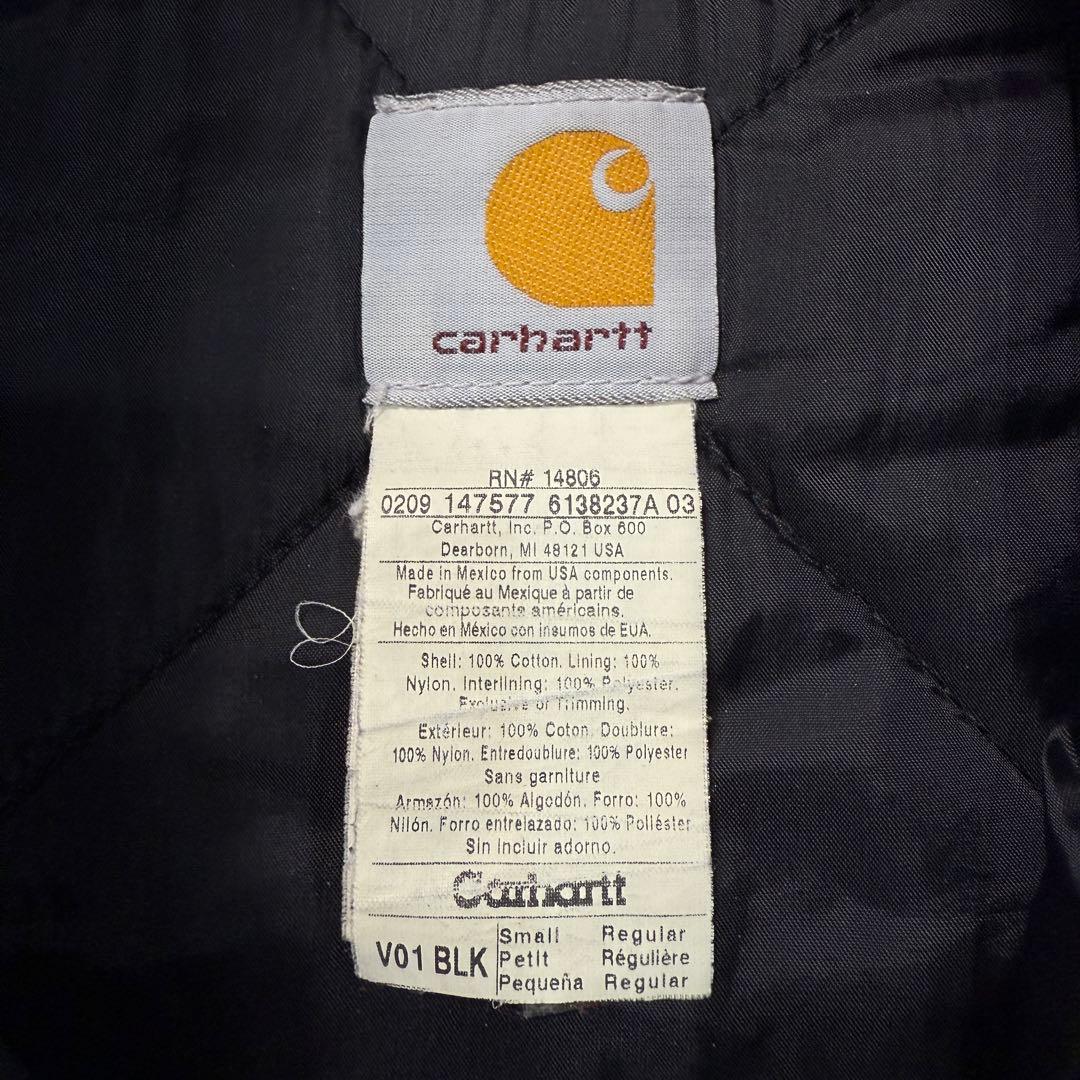 carhartt
RN# 14806
0209 147577 6138237A 03
Carhartt, Inc. P.O. Box 600
Dearborn, MI 48121 USA
Made in Mexico from USA components.
Fabriqué au Mexique à partir de
composants américains.
Hecho en México con insumos de EUA.
Shell: 100% Cotton. Lining: 100%
Nylon. Interlining: 100% Polyester.
Exclusive of Trimming.
Extérieur: 100% Coton. Doublure:
100% Nylon. Entredoublure: 100% Polyester
Sans garniture
Armazón: 100% Algodón. Forro: 100%
Nilón. Forro entrelazado: 100% Poliéster
Sin incluir adorno.
Carhartt
V01 BLK
Small Regular
Petit Régulière
Pequeña Regular